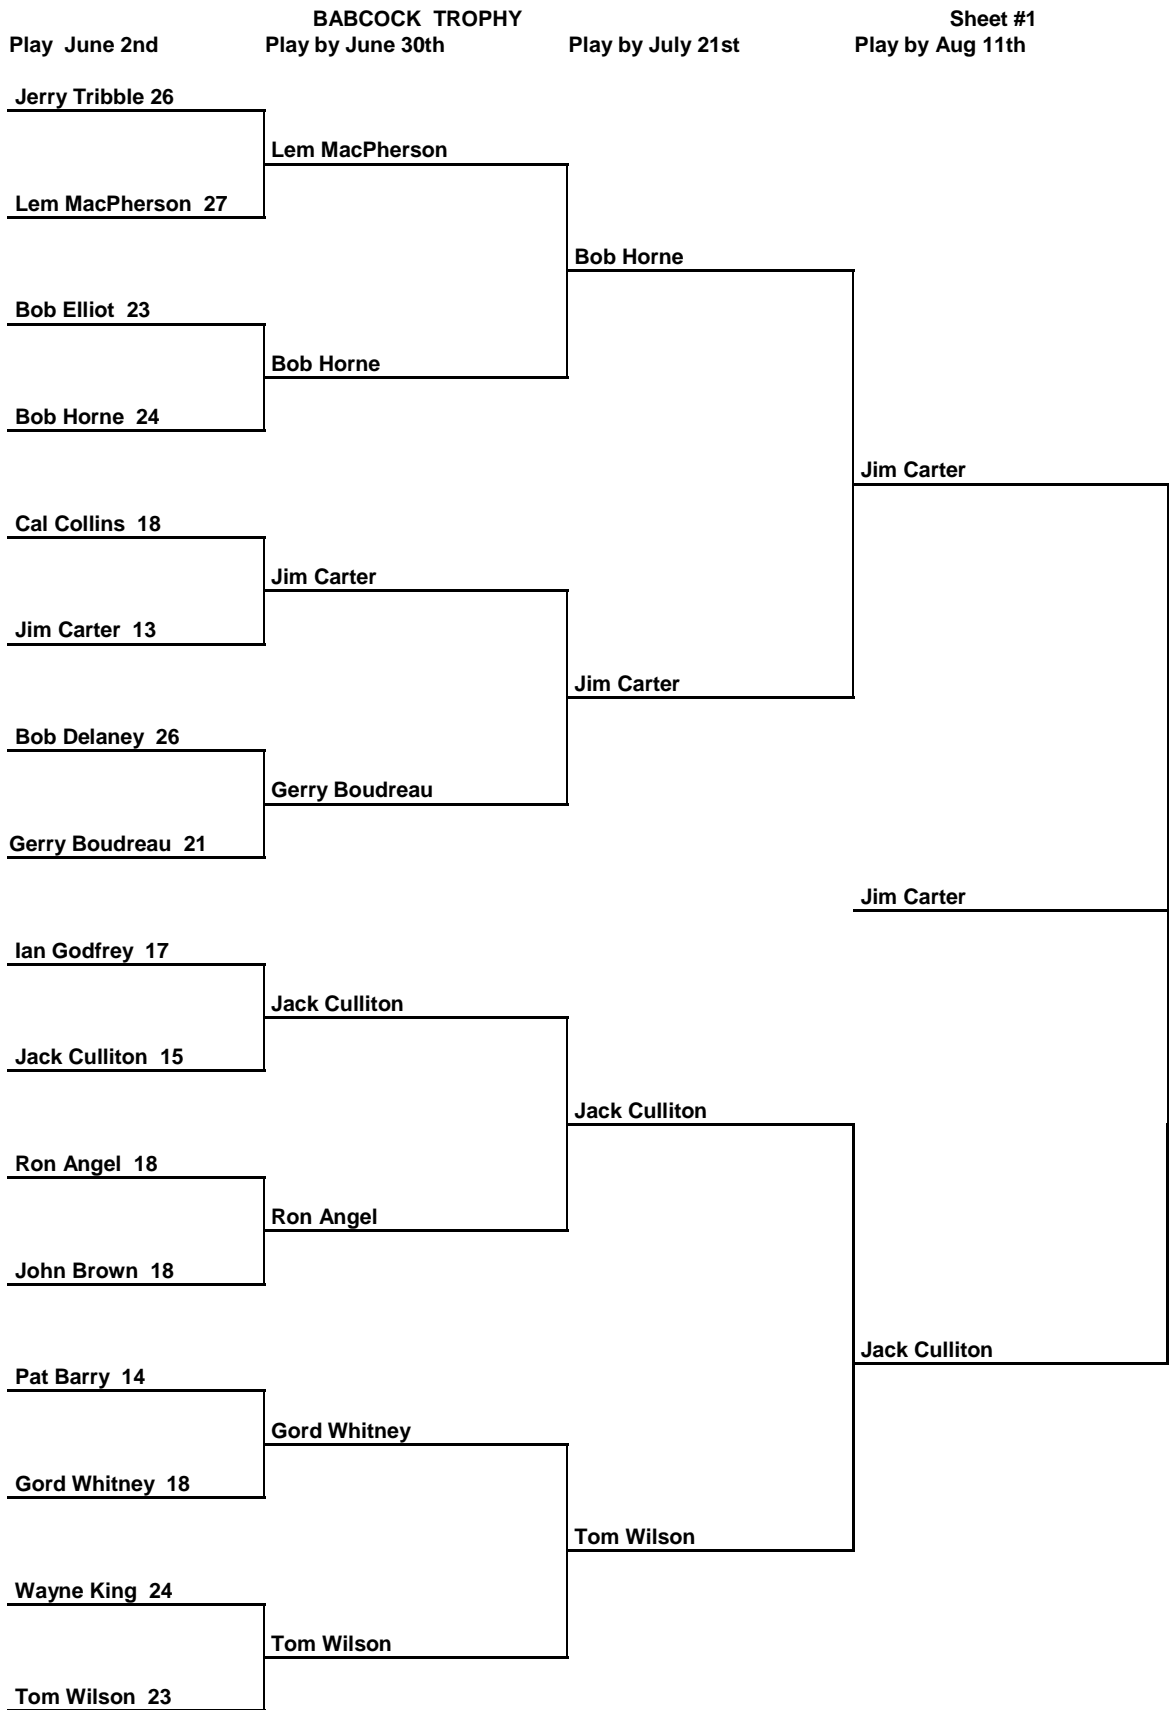 BABCOCK TROPHY Sheet #1
Play June 2nd Play by June 30th Play by July 21st Play by Aug 11th
Jerry Tribble 26
Lem MacPherson
Lem MacPherson 27
Bob Horne
Bob Elliot 23
Bob Horne
Bob Horne 24
Jim Carter
Cal Collins 18
Jim Carter
Jim Carter 13
Jim Carter
Bob Delaney 26
Gerry Boudreau
Gerry Boudreau 21
Jim Carter
Ian Godfrey 17
Jack Culliton
Jack Culliton 15
Jack Culliton
Ron Angel 18
Ron Angel
John Brown 18
Jack Culliton
Pat Barry 14
Gord Whitney
Gord Whitney 18
Tom Wilson
Wayne King 24
Tom Wilson
Tom Wilson 23